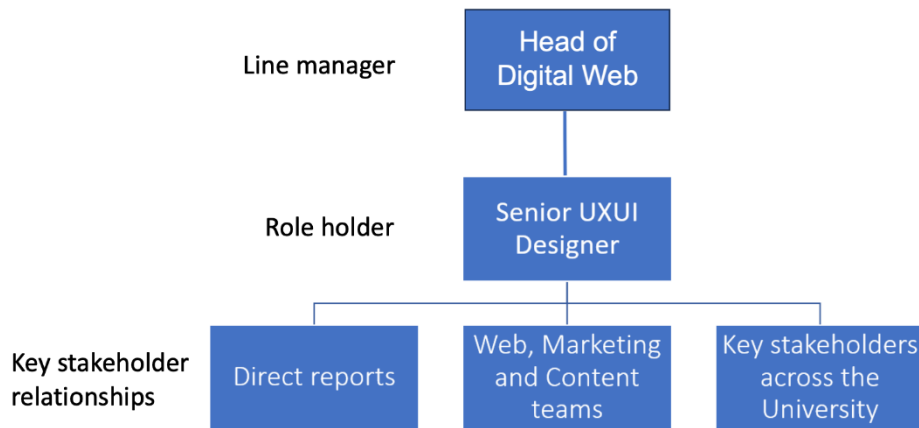 Line manager
Head of
Digital Web
Role holder
Senior UXUI
Designer
Key stakeholder
relationships
Direct reports
Web, Marketing
and Content
teams
Key stakeholders
across the
University